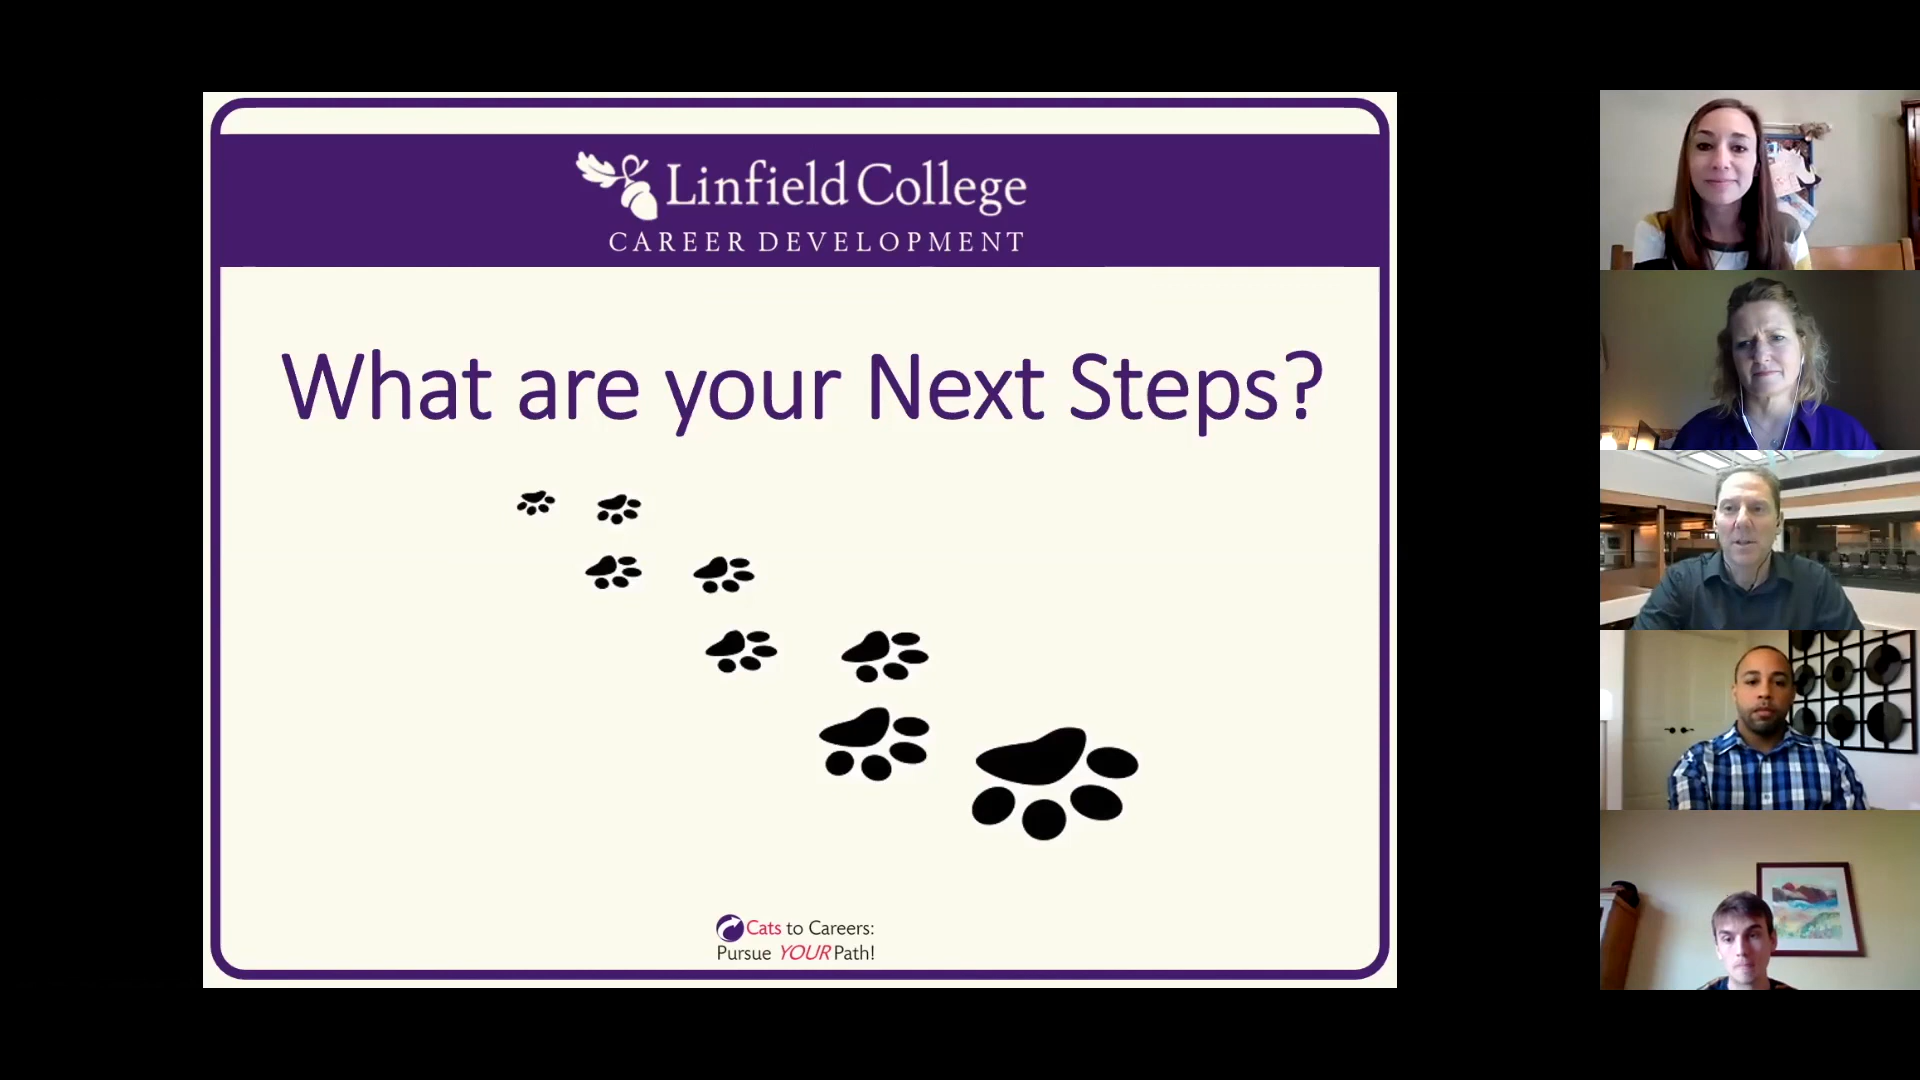 Linfield College
CAREER DEVELOPMENT
What are your Next Steps?
Cats to Careers:
Pursue YOUR Path!